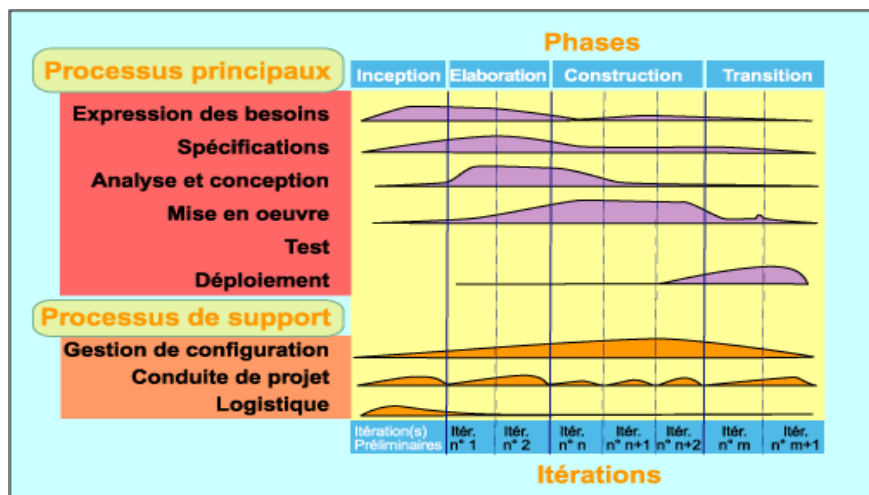 Phases
Processus principaux
Inception Elaboration Construction Transition
Expression des besoins
Spécifications
Analyse et conception
Mise en oeuvre
Test
Déploiement
Processus de support
Gestion de configuration
Conduite de projet
Logistique
Itération(s) Itér. Itér. Itér. Itér. Itér. Itér. Itér.
Préliminaires n° 1 n° 2 n° n n° n+1 n° n+2 n° m n° m+1
Itérations